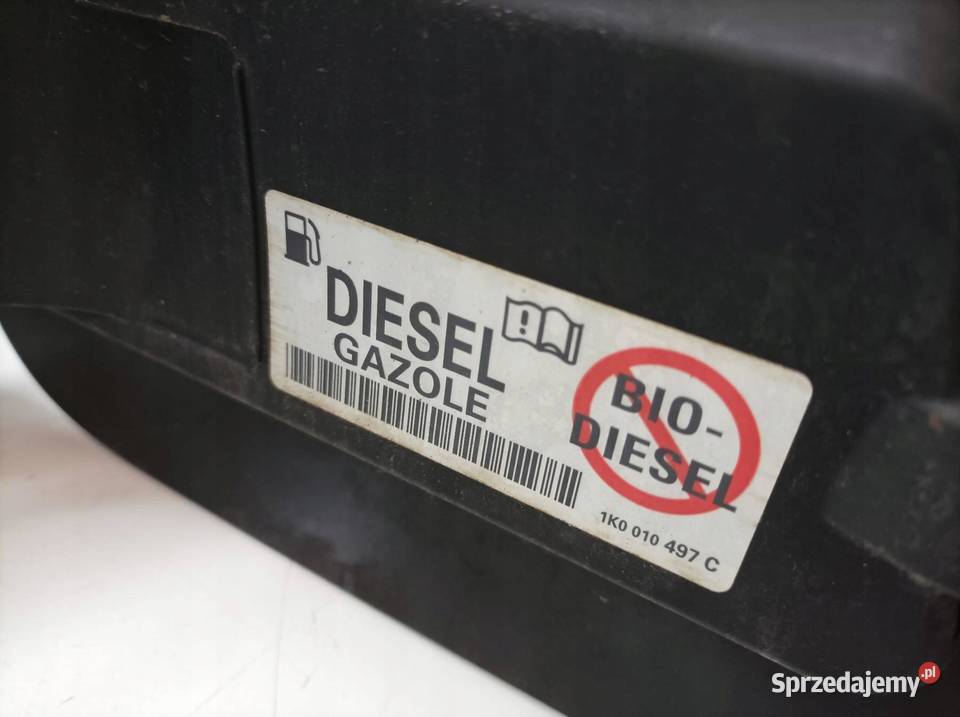 DIESEL
GAZOLE
BIO-
DIESEL
1K0 010 497 C
Sprzedajemy.pl